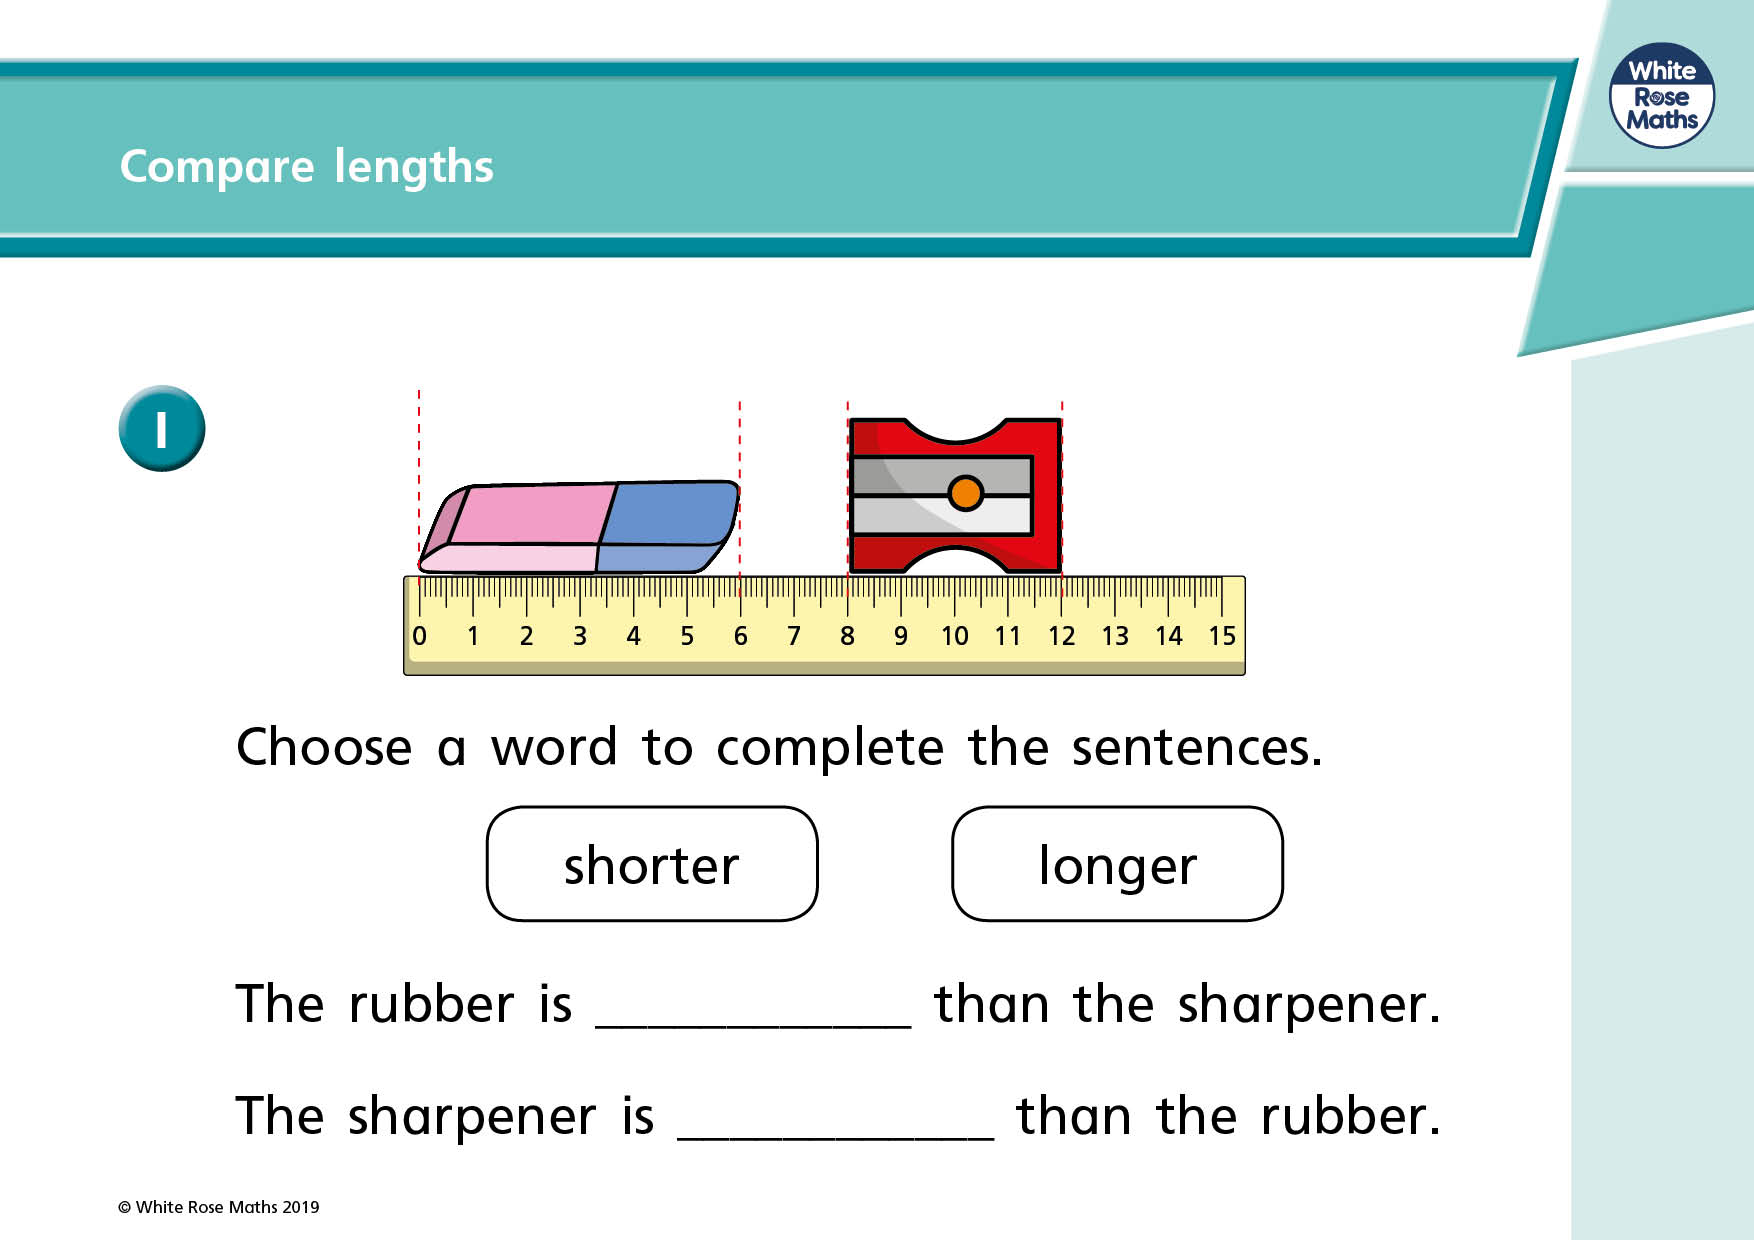 White
Rose
Maths
Compare lengths
1
0 1 2 3 4 5 6 7 8 9 10 11 12 13 14 15
Choose a word to complete the sentences.
shorter longer
The rubber is ____________ than the sharpener.
The sharpener is ____________ than the rubber.
© White Rose Maths 2019